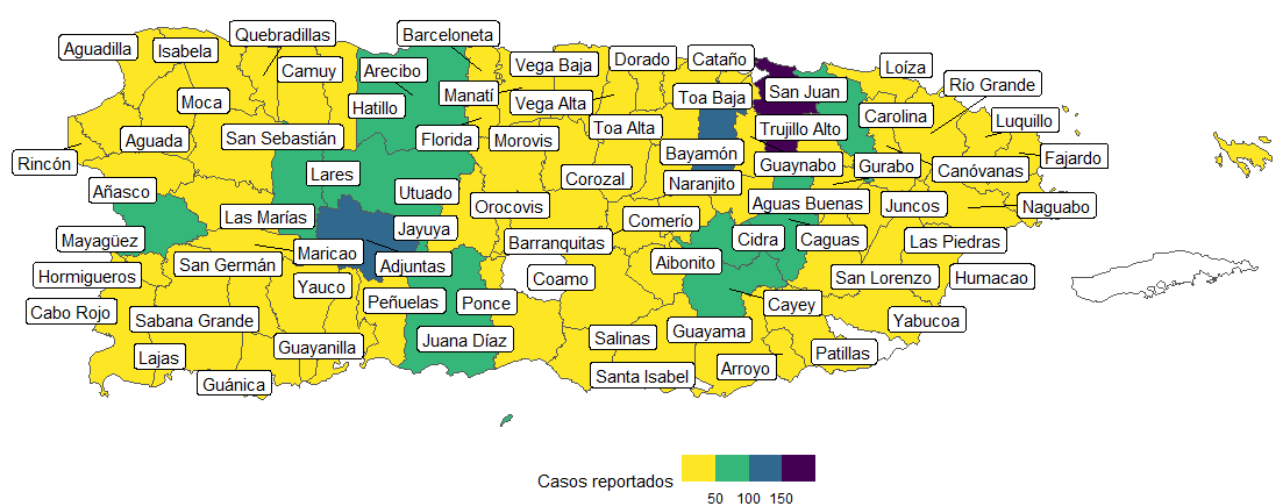 Quebradillas
Barceloneta
Aguadilla
Isabela
Vega Baja
Dorado
Cataño
Loíza
Camuy
Arecibo
Río Grande
Manatí
San Juan
Moca
Hatillo
Vega Alta
Toa Baja
Carolina
Luquillo
Aguada
San Sebastián
Florida
Morovis
Toa Alta
Trujillo Alto
Rincón
Bayamón
Guaynabo
Gurabo
Canóvanas
Fajardo
Lares
Corozal
Naranjito
Añasco
Utuado
Orocovis
Aguas Buenas
Juncos
Naguabo
Las Marías
Jayuya
Comerío
Mayagüez
Maricao
Barranquitas
Cidra
Caguas
Las Piedras
San Germán
Adjuntas
Aibonito
Hormigueros
Coamo
San Lorenzo
Humacao
Yauco
Peñuelas
Ponce
Cayey
Cabo Rojo
Sabana Grande
Guayama
Yabucoa
Lajas
Guayanilla
Juana Díaz
Salinas
Patillas
Guánica
Santa Isabel
Arroyo
Casos reportados
50 100 150